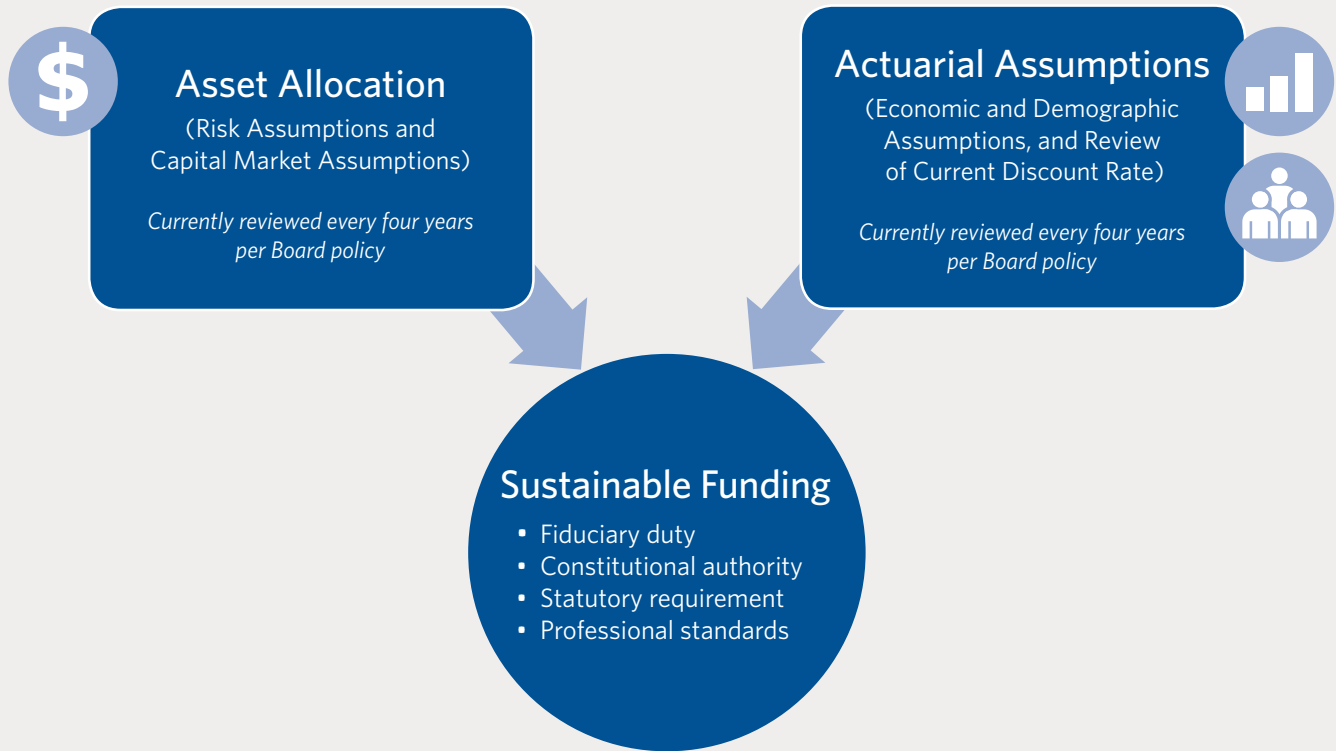 $
Asset Allocation
(Risk Assumptions and
Capital Market Assumptions)
Currently reviewed every four years
per Board policy
Actuarial Assumptions
(Economic and Demographic
Assumptions, and Review
of Current Discount Rate)
Currently reviewed every four years
per Board policy
Sustainable Funding
• Fiduciary duty
• Constitutional authority
• Statutory requirement
• Professional standards